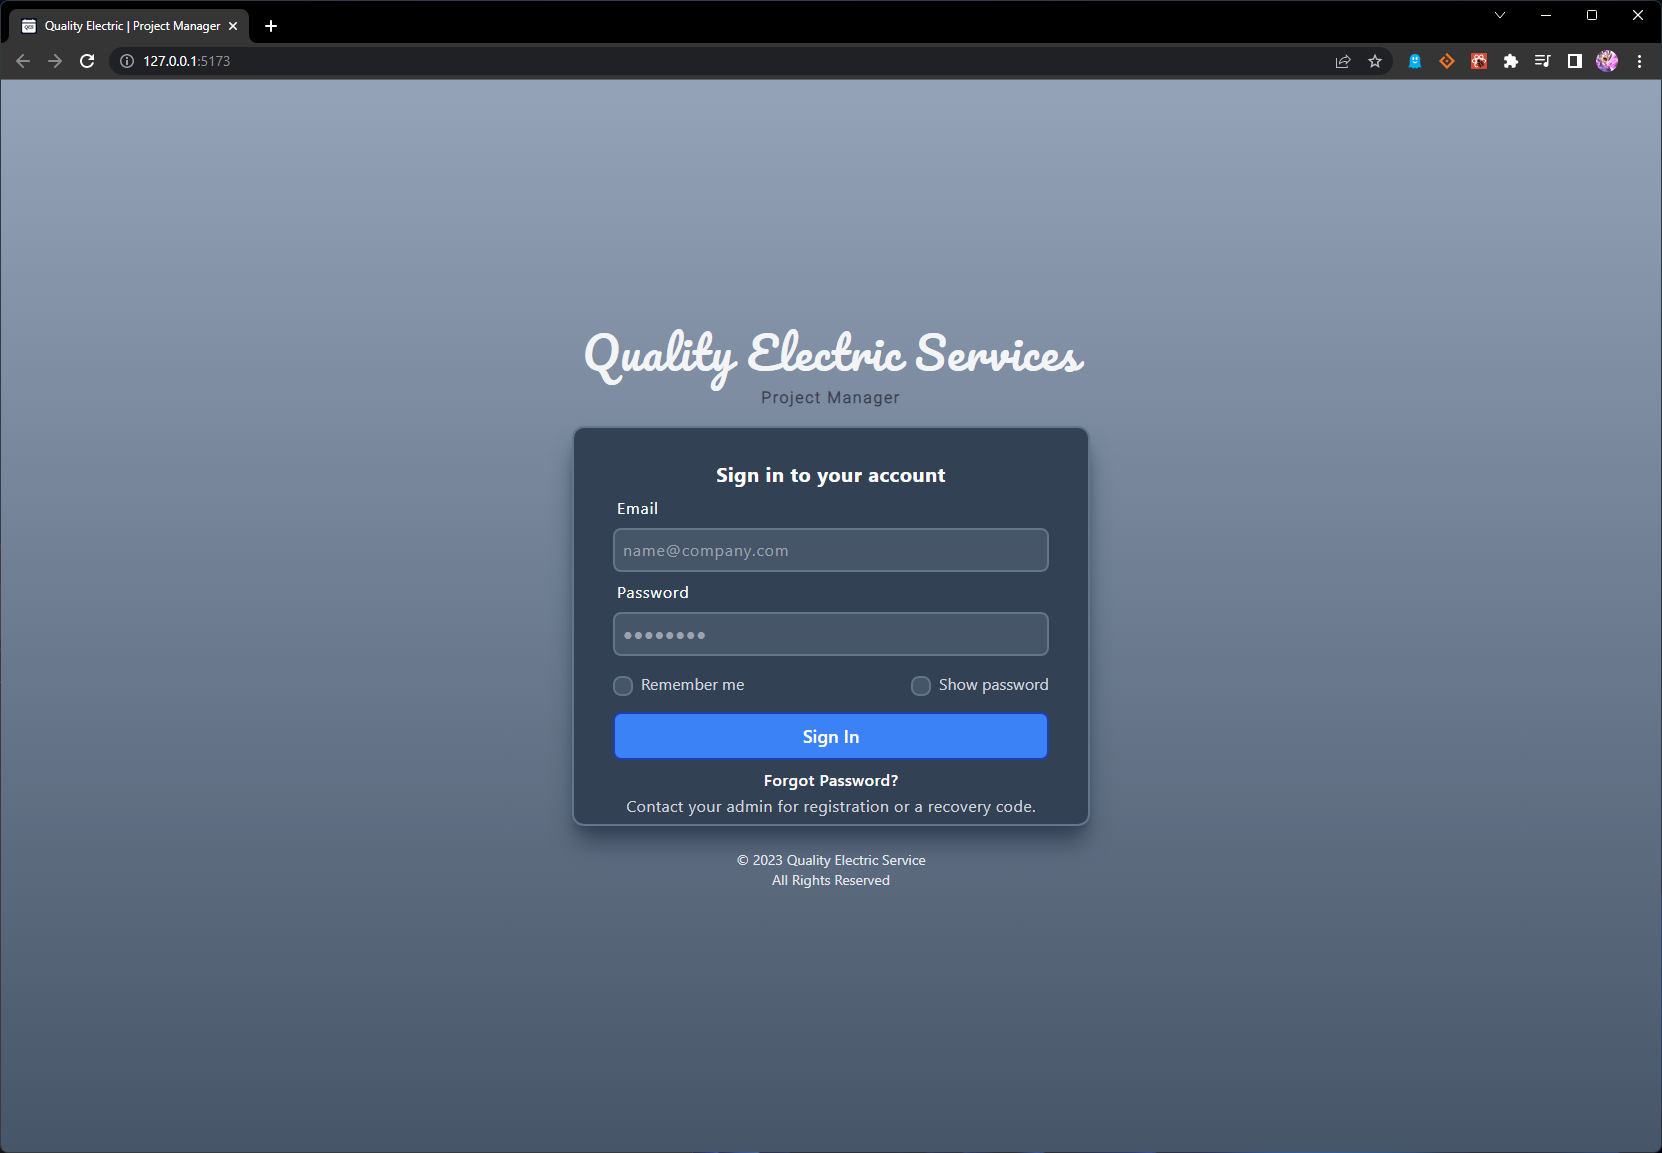 Quality Electric | Project Manager
127.0.0.1:5173
Quality Electric Services
Project Manager
Sign in to your account
Email
name@company.com
Password
●●●●●●●●
Remember me
Show password
Sign In
Forgot Password?
Contact your admin for registration or a recovery code.
© 2023 Quality Electric Service
All Rights Reserved